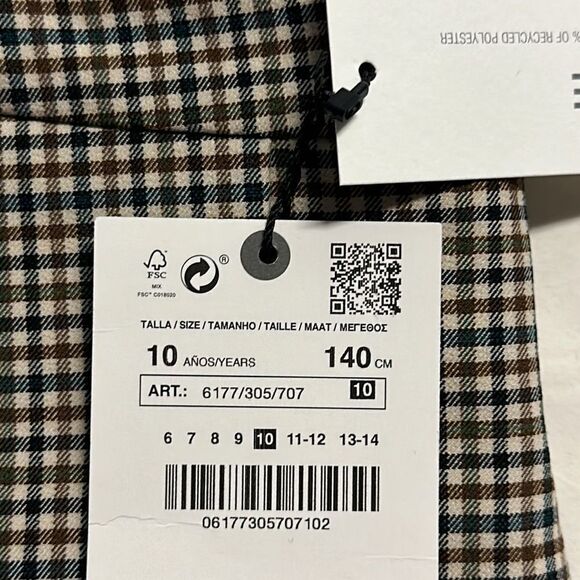 % OF RECYCLED POLYESTER
FSC
MIX
FSC™ C018020
®
TALLA / SIZE / TAMANHO / TAILLE / MAAT / ΜΕΓΕΘΟΣ
10 AÑOS/YEARS 140 CM
ART.: 6177/305/707 10
6 7 8 9 10 11-12 13-14
06177305707102